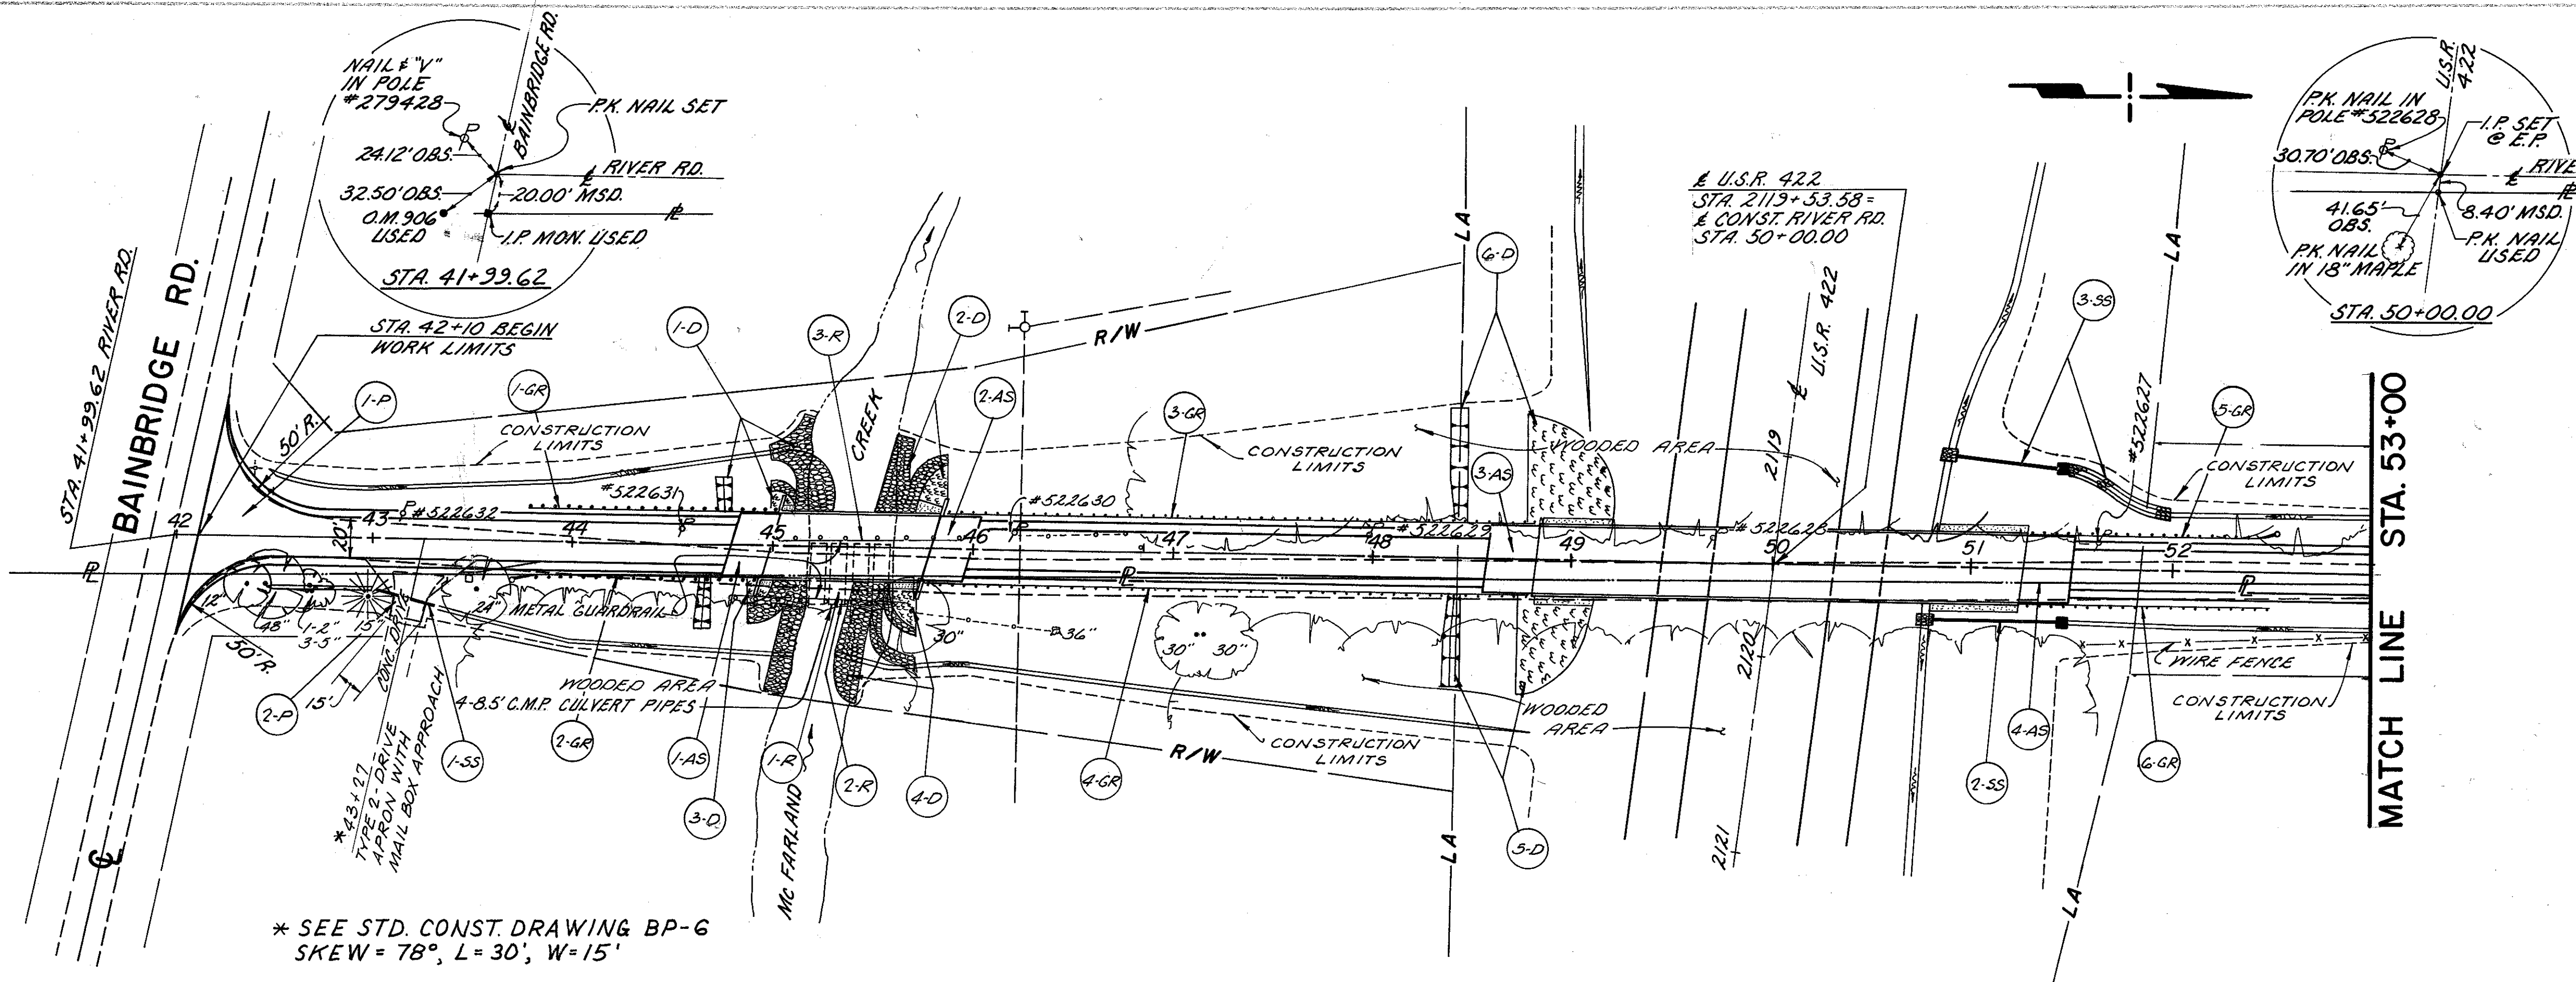 NAIL & "V"
IN POLE
#279428
24.12' OBS.
32.50' OBS.
O.M. 906
USED
BAINBRIDGE RD.
P.K. NAIL SET
RIVER RD.
20.00' MSD.
I.P. MON. USED
STA. 41+99.62
P.K. NAIL IN
POLE #522628
30.70' OBS.
41.65'
OBS.
P.K. NAIL
IN 18" MAPLE
U.S.R.
422
I.P. SET
@ E.P.
RIVE
8.40' MSD.
P.K. NAIL
USED
STA. 50+00.00
STA. 41+99.62 RIVER RD.
BAINBRIDGE RD.
STA. 42+10 BEGIN
WORK LIMITS
℄ U.S.R. 422
STA. 2119+53.58 =
℄ CONST. RIVER RD.
STA. 50+00.00
1-P
50' R.
1-GR
CONSTRUCTION
LIMITS
1-D
3-R
2-D
CREEK
2-AS
R/W
3-GR
CONSTRUCTION
LIMITS
LA
6-D
WOODED AREA
3-AS
℄ U.S.R. 422
2119
3-SS
LA
#522627
5-GR
CONSTRUCTION
LIMITS
#522632
#522631
#522630
#522629
#522628
42
43
44
45
46
47
48
49
50
51
52
20'
12"
48"
1-2"
3-5"
15"
24"
METAL GUARDRAIL
30"
36"
30"
30"
50' R.
2-P
15'
CONC. DRIVE
*43+27
TYPE 2-DRIVE
APRON WITH
MAIL BOX APPROACH
1-SS
WOODED AREA
4-8.5' C.M.P. CULVERT PIPES
2-GR
1-AS
3-D
1-R
2-R
4-D
MC FARLAND
4-GR
R/W
CONSTRUCTION
LIMITS
LA
5-D
WOODED
AREA
2120
2121
2-SS
4-AS
LA
WIRE FENCE
CONSTRUCTION
LIMITS
6-GR
MATCH LINE STA. 53+00
* SEE STD. CONST. DRAWING BP-6
SKEW = 78°, L=30', W=15'